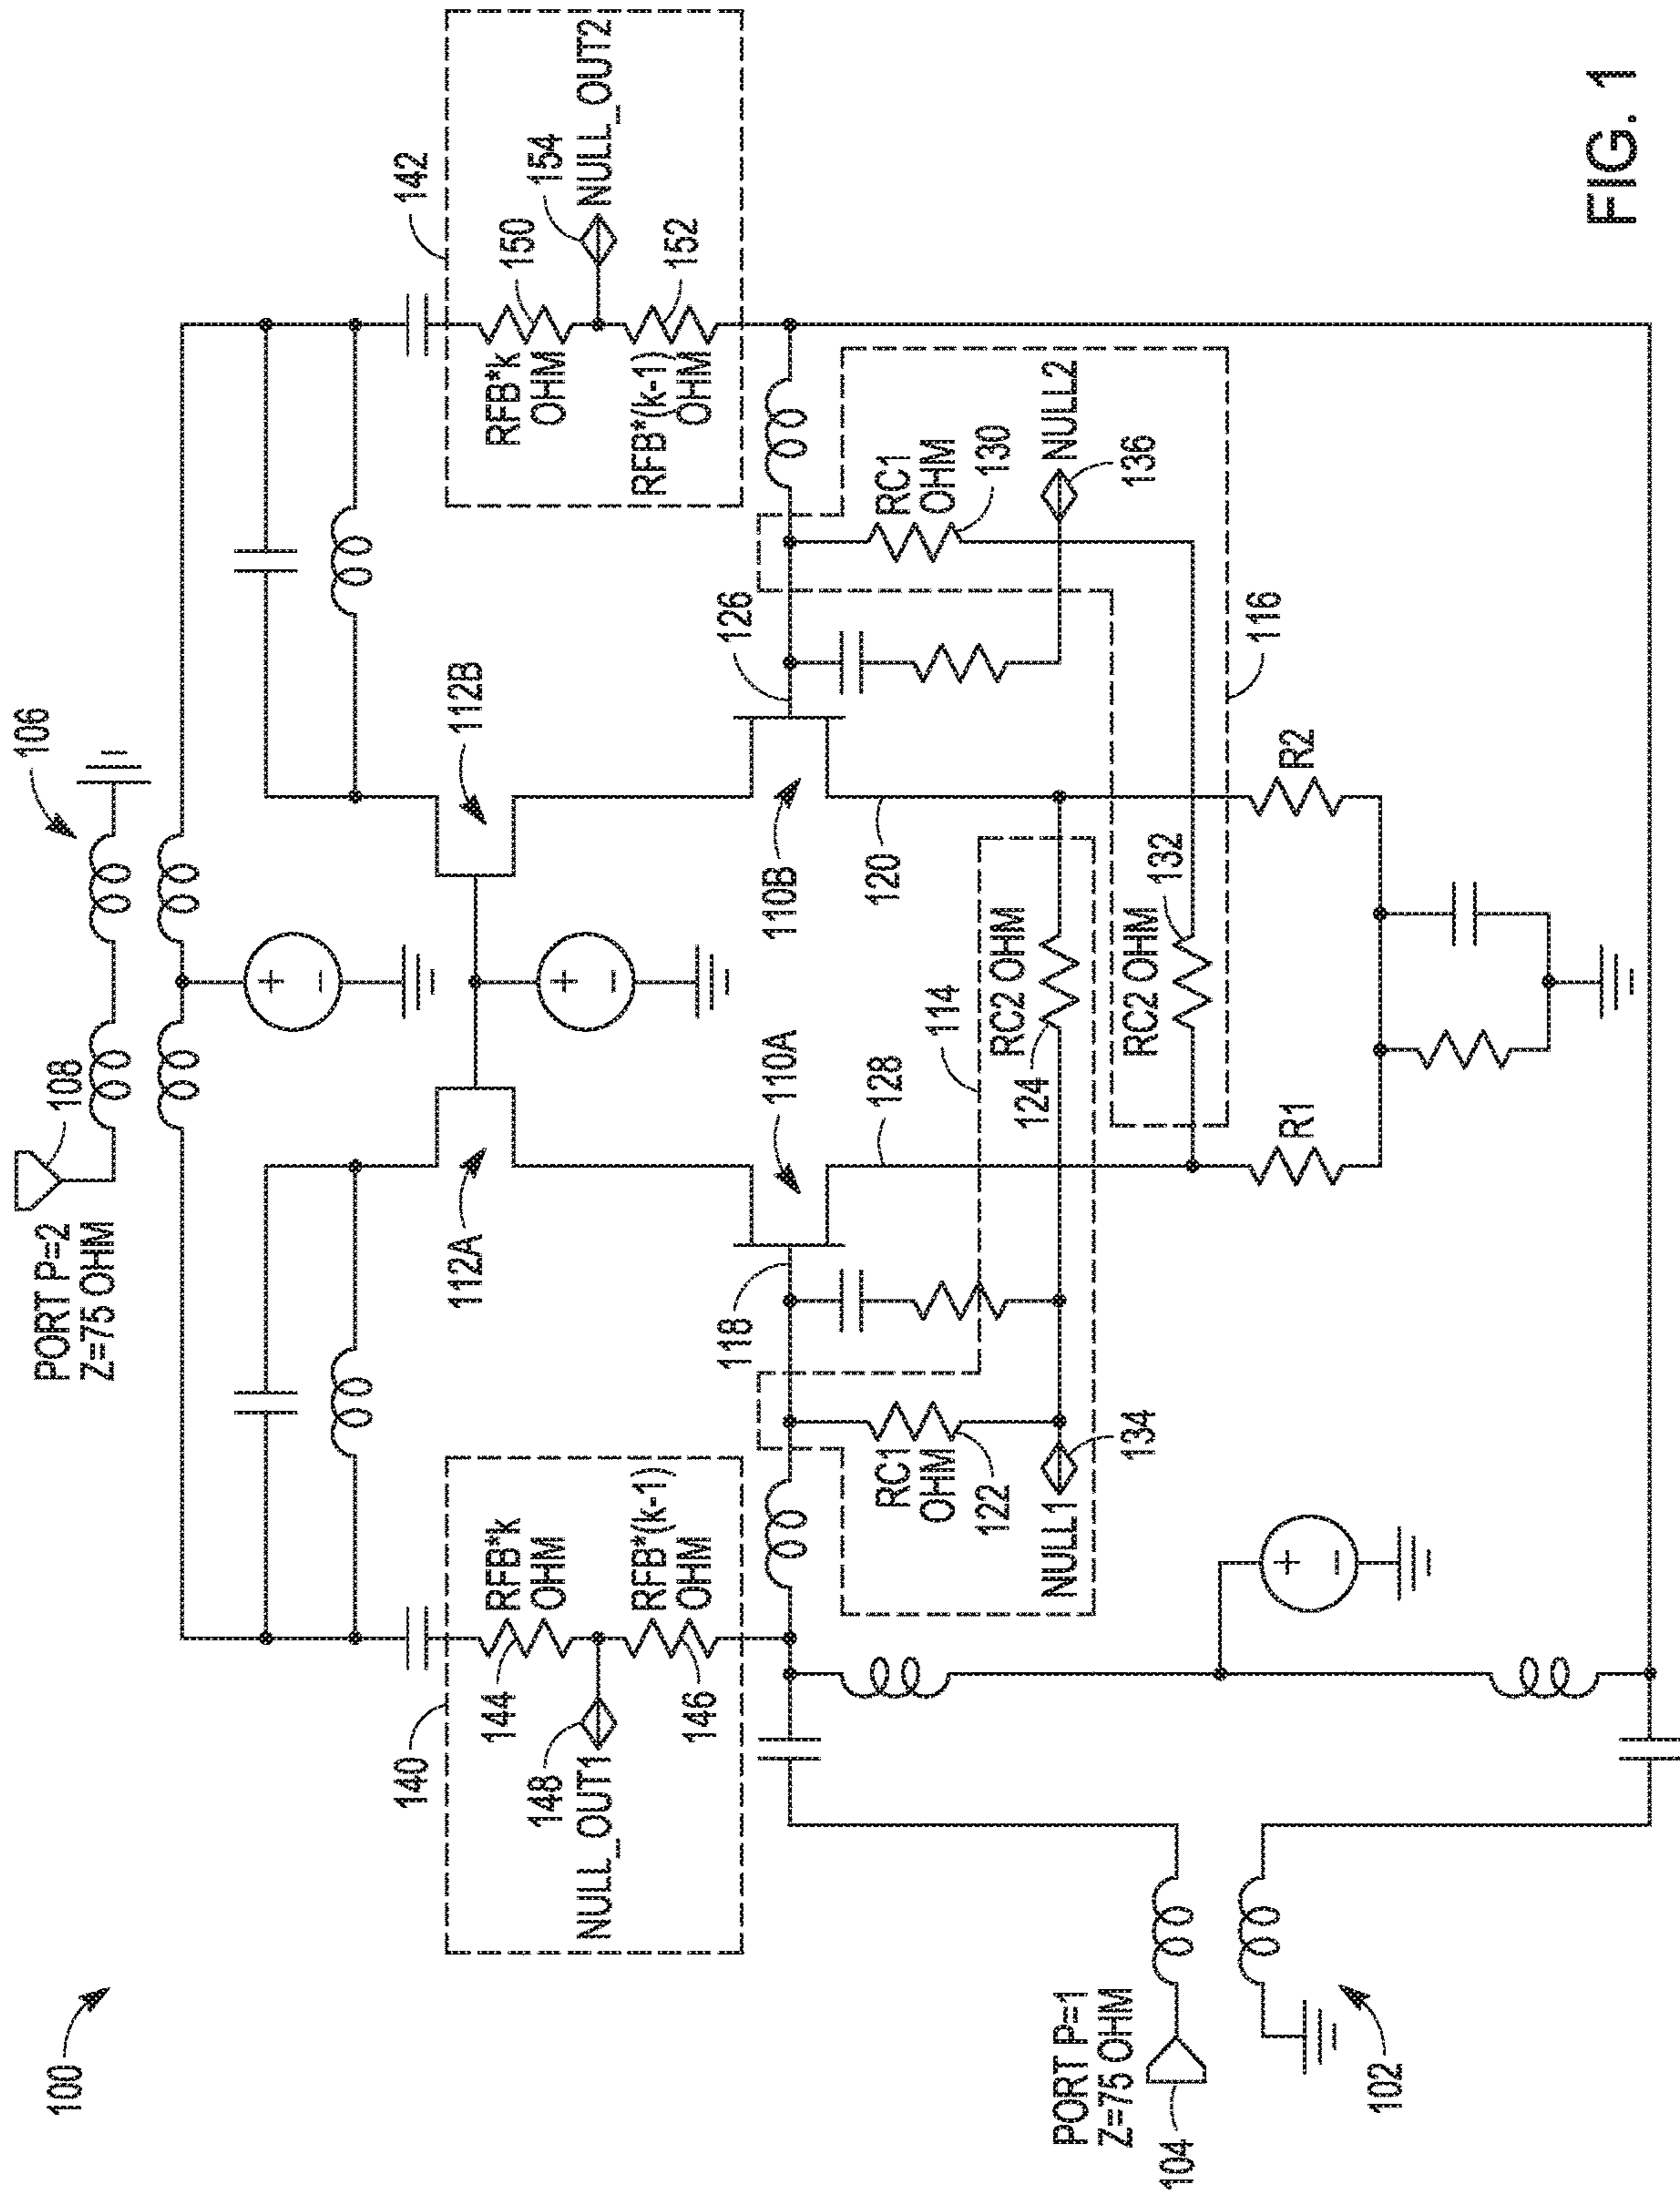 100
PORT P=2
Z=75 OHM
108
106
112A
112B
140
142
144
RFB*k
OHM
148
NULL_OUT1
146
RFB*(k-1)
OHM
RFB*k
OHM
150
154
NULL_OUT2
RFB*(k-1)
OHM
152
118
110A
110B
126
RC1
OHM
122
128
120
RC1
OHM
130
114
NULL1
134
124
RC2 OHM
RC2 OHM
132
NULL2
136
116
R1
R2
PORT P=1
Z=75 OHM
104
102
FIG. 1